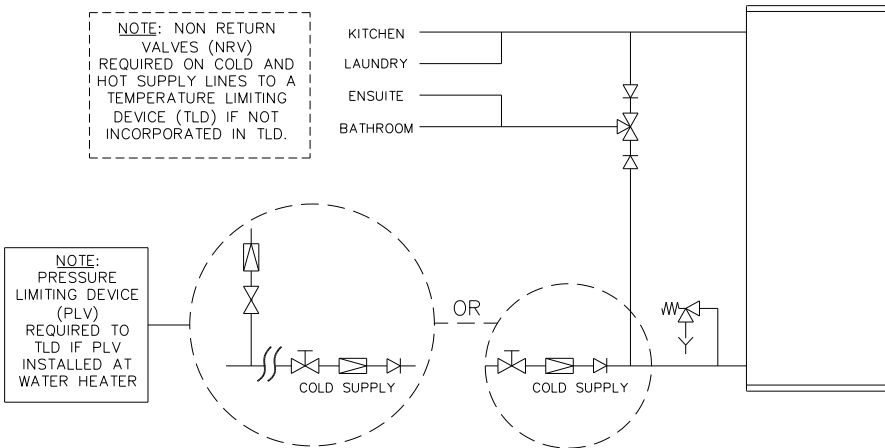 NOTE: NON RETURN
VALVES (NRV)
REQUIRED ON COLD AND
HOT SUPPLY LINES TO A
TEMPERATURE LIMITING
DEVICE (TLD) IF NOT
INCORPORATED IN TLD.
KITCHEN
LAUNDRY
ENSUITE
BATHROOM
NOTE:
PRESSURE
LIMITING DEVICE
(PLV)
REQUIRED TO
TLD IF PLV
INSTALLED AT
WATER HEATER
OR
COLD SUPPLY
COLD SUPPLY